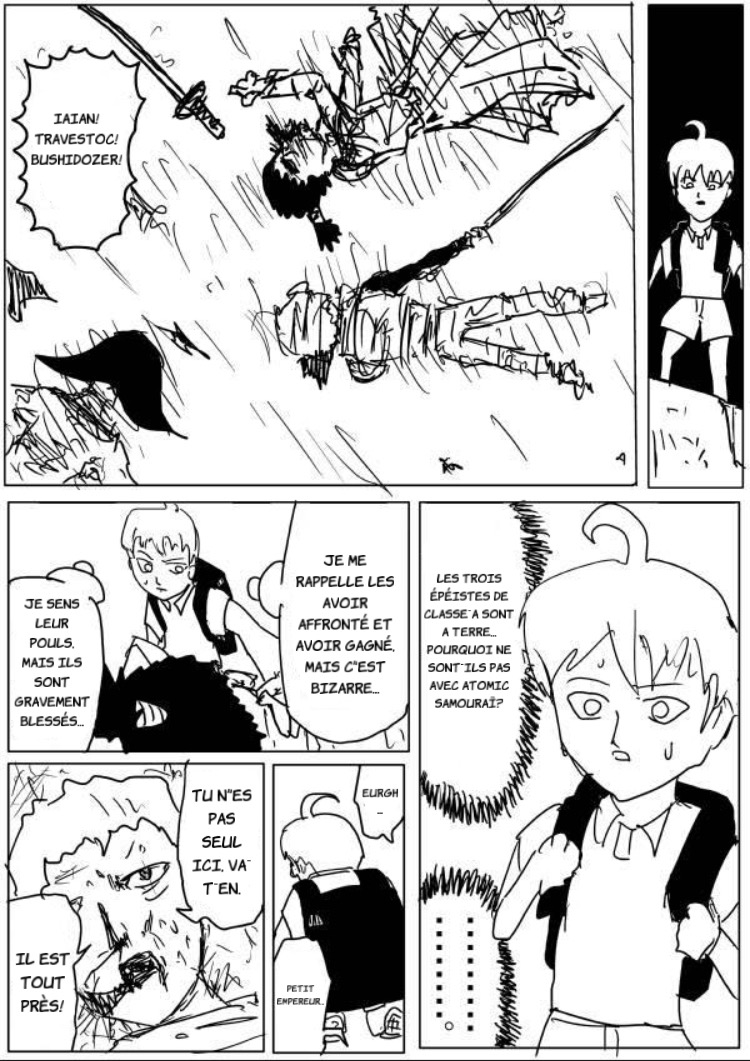 IAIAN!
TRAVESTOC!
BUSHIDOZER!
LES TROIS
ÉPÉISTES DE
CLASSE¨A SONT
A TERRE...
POURQUOI NE
SONT¨ILS PAS
AVEC ATOMIC
SAMOURAÏ?
JE ME
RAPPELLE LES
AVOIR
AFFRONTÉ ET
AVOIR GAGNÉ,
MAIS C"EST
BIZARRE...
JE SENS
LEUR
POULS,
MAIS ILS
SONT
GRAVEMENT
BLESSÉS...
EURGH
...
PETIT
EMPEREUR...
TU N"ES
PAS
SEUL
ICI, VA¨
T¨EN.
IL EST
TOUT
PRÈS!